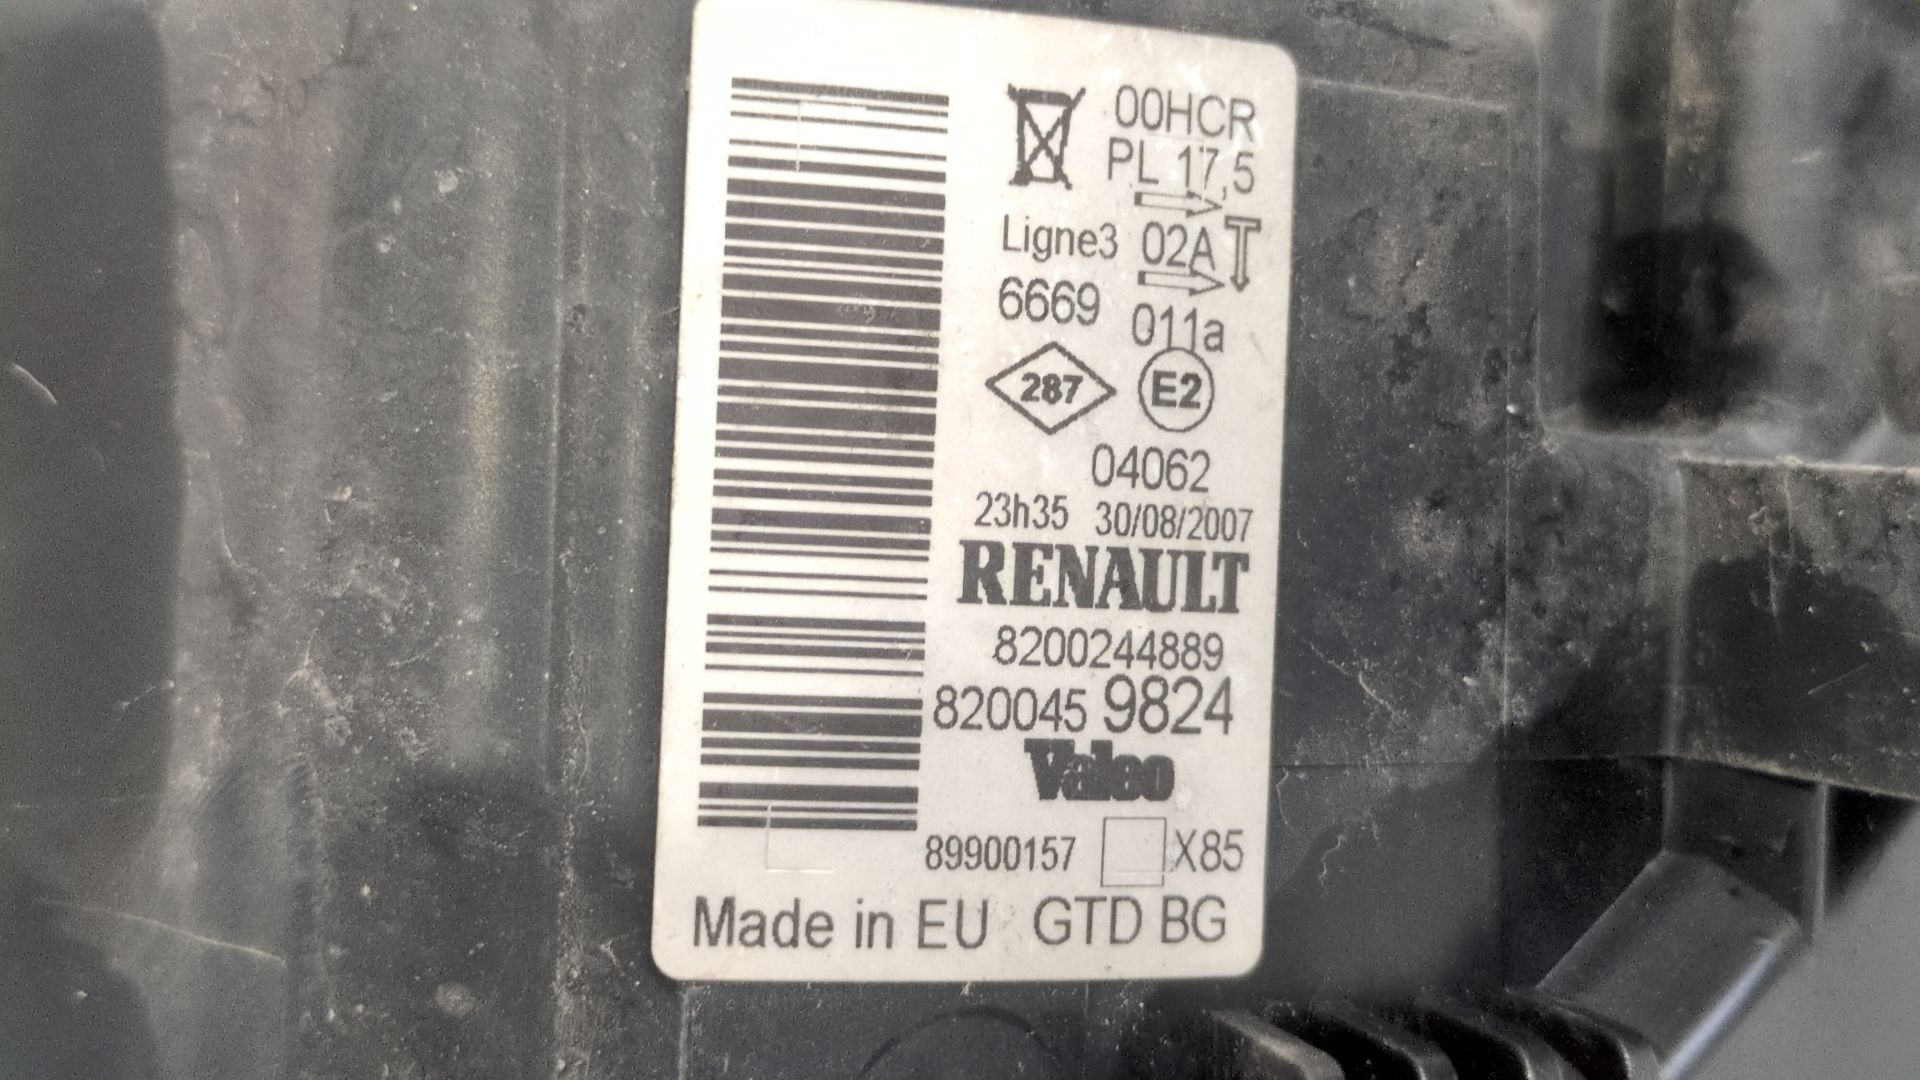 00HCR
PL 17,5
Ligne3 02A
6669 011a
287 E2
04062
23h35 30/08/2007
RENAULT
8200244889
820045 9824
Valeo
89900157 X85
Made in EU GTD BG